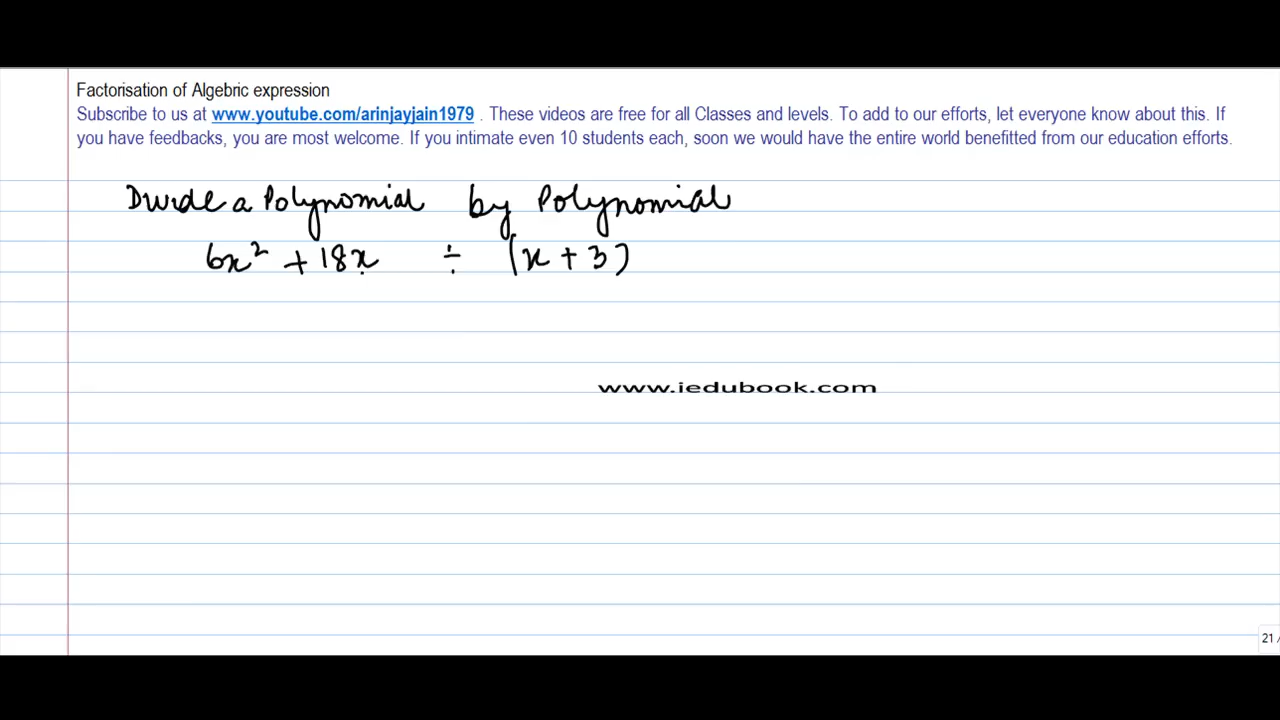 Factorisation of Algebric expression
Subscribe to us at www.youtube.com/arinjayjain1979 . These videos are free for all Classes and levels. To add to our efforts, let everyone know about this. If
you have feedbacks, you are most welcome. If you intimate even 10 students each, soon we would have the entire world benefitted from our education efforts.
Divide a Polynomial by Polynomial
6x² + 18x ÷ (x + 3)
www.iedubook.com
21/